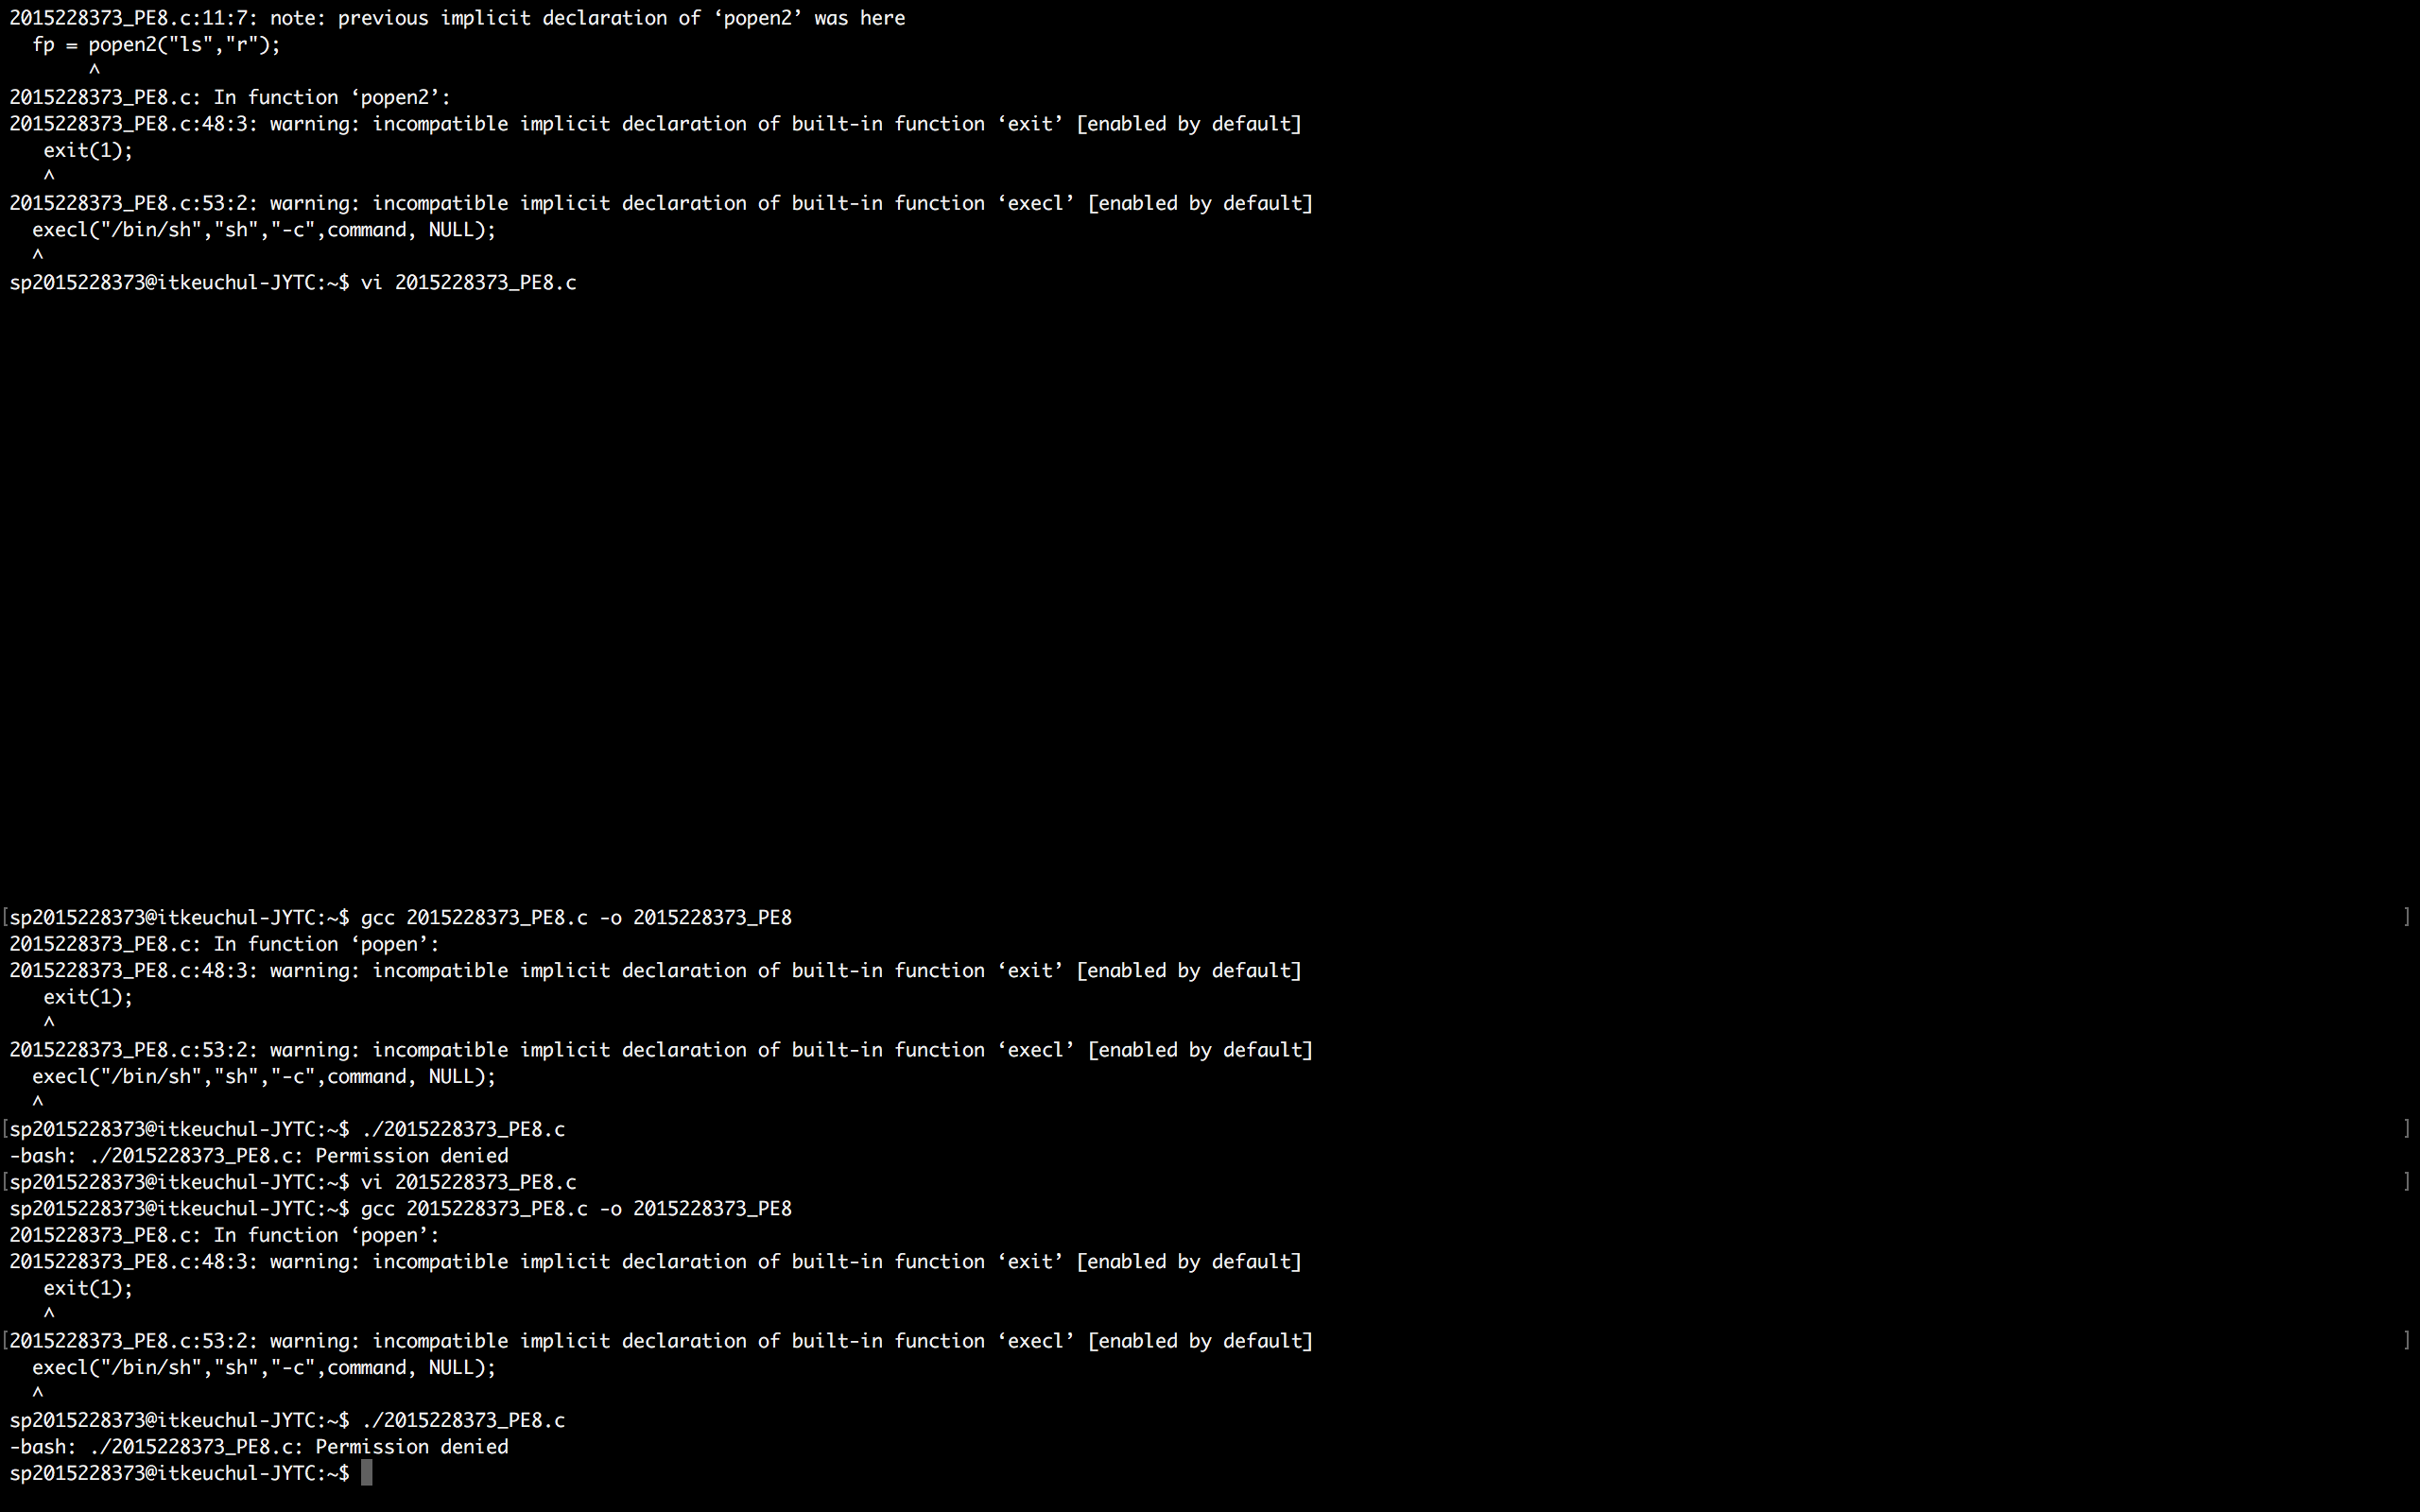 2015228373_PE8.c:11:7: note: previous implicit declaration of ‘popen2’ was here
  fp = popen2("ls","r");
       ^
2015228373_PE8.c: In function ‘popen2’:
2015228373_PE8.c:48:3: warning: incompatible implicit declaration of built-in function ‘exit’ [enabled by default]
   exit(1);
   ^
2015228373_PE8.c:53:2: warning: incompatible implicit declaration of built-in function ‘execl’ [enabled by default]
  execl("/bin/sh","sh","-c",command, NULL);
  ^
sp2015228373@itkeuchul-JYTC:~$ vi 2015228373_PE8.c
[sp2015228373@itkeuchul-JYTC:~$ gcc 2015228373_PE8.c -o 2015228373_PE8 ]
2015228373_PE8.c: In function ‘popen’:
2015228373_PE8.c:48:3: warning: incompatible implicit declaration of built-in function ‘exit’ [enabled by default]
   exit(1);
   ^
2015228373_PE8.c:53:2: warning: incompatible implicit declaration of built-in function ‘execl’ [enabled by default]
  execl("/bin/sh","sh","-c",command, NULL);
  ^
[sp2015228373@itkeuchul-JYTC:~$ ./2015228373_PE8.c ]
-bash: ./2015228373_PE8.c: Permission denied
[sp2015228373@itkeuchul-JYTC:~$ vi 2015228373_PE8.c ]
sp2015228373@itkeuchul-JYTC:~$ gcc 2015228373_PE8.c -o 2015228373_PE8
2015228373_PE8.c: In function ‘popen’:
2015228373_PE8.c:48:3: warning: incompatible implicit declaration of built-in function ‘exit’ [enabled by default]
   exit(1);
   ^
[2015228373_PE8.c:53:2: warning: incompatible implicit declaration of built-in function ‘execl’ [enabled by default] ]
  execl("/bin/sh","sh","-c",command, NULL);
  ^
sp2015228373@itkeuchul-JYTC:~$ ./2015228373_PE8.c
-bash: ./2015228373_PE8.c: Permission denied
sp2015228373@itkeuchul-JYTC:~$